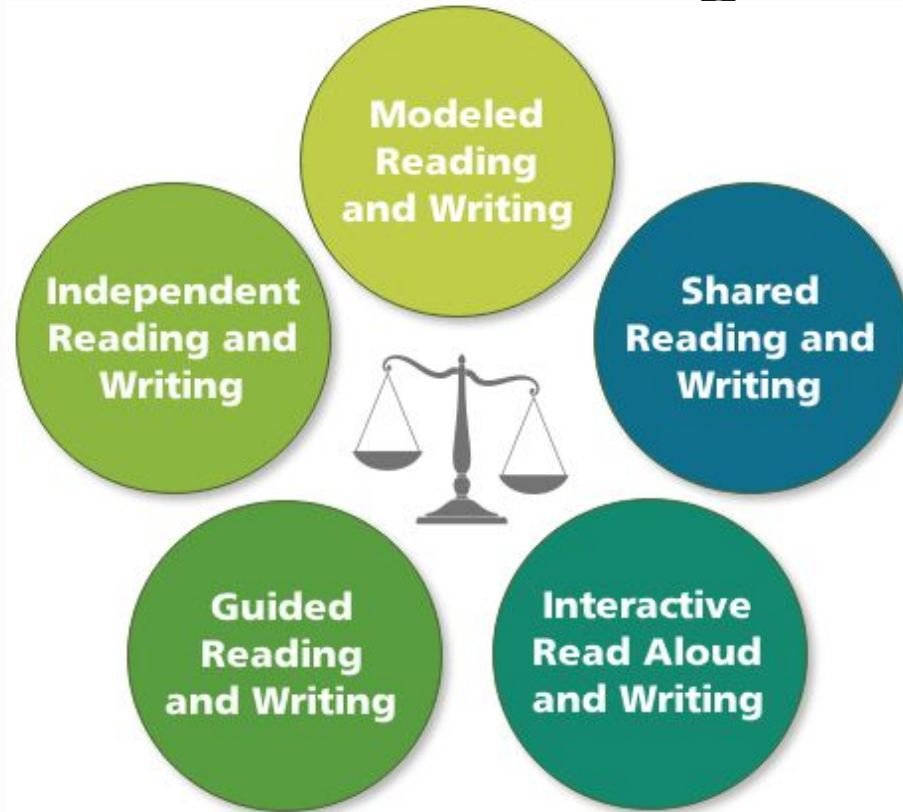 Modeled
Reading
and Writing
Shared
Reading and
Writing
Interactive
Read Aloud
and Writing
Guided
Reading
and Writing
Independent
Reading and
Writing